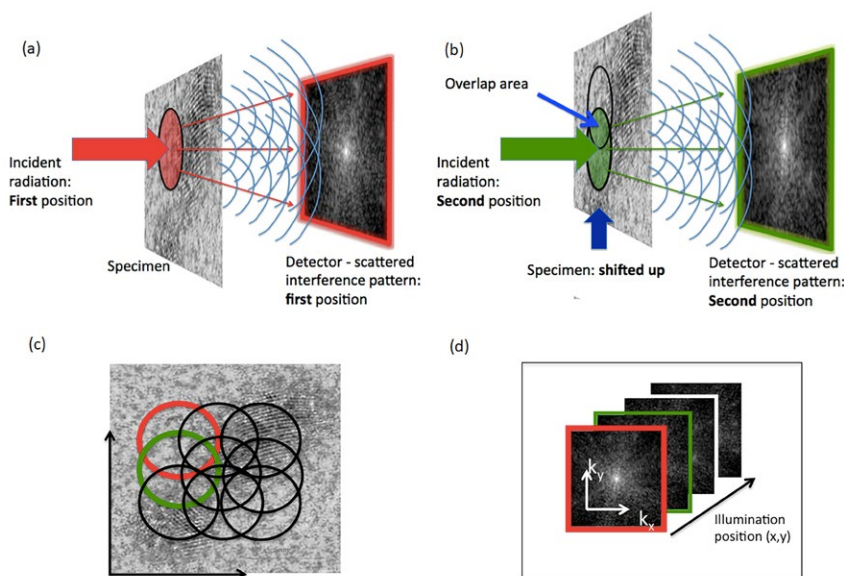 (a)
Incident
radiation:
First position
Specimen
Detector - scattered
interference pattern:
first position
(b)
Overlap area
Incident
radiation:
Second position
Specimen: shifted up
Detector - scattered
interference pattern:
Second position
(c)
(d)
ky
kx
Illumination
position (x,y)